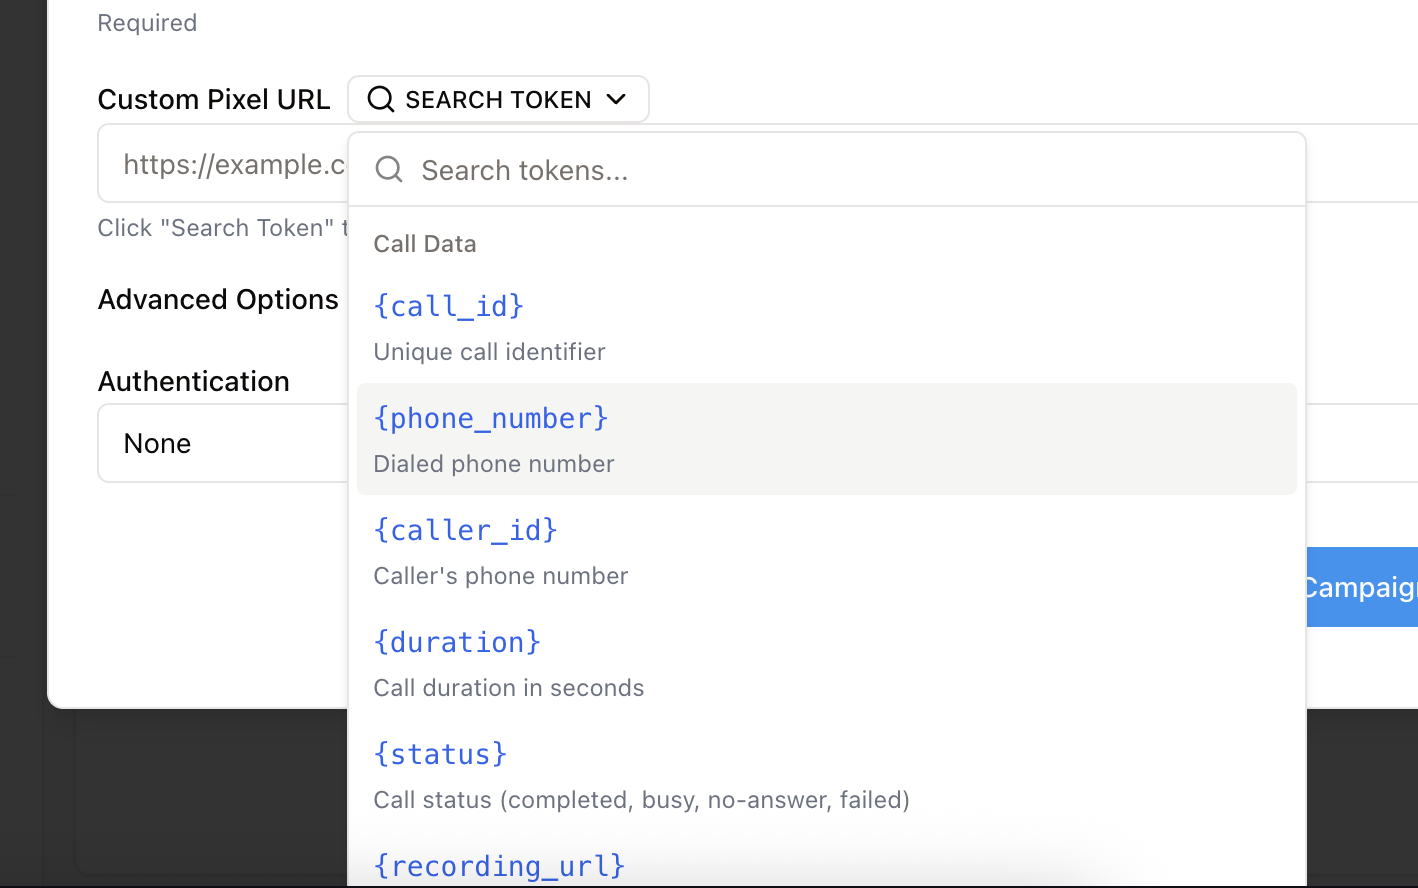 Required
Custom Pixel URL
SEARCH TOKEN
https://example.c
Search tokens...
Click "Search Token"
Call Data
Advanced Options
{call_id}
Unique call identifier
Authentication
{phone_number}
None
Dialed phone number
{caller_id}
Caller's phone number
Campaig
{duration}
Call duration in seconds
{status}
Call status (completed, busy, no-answer, failed)
{recording_url}